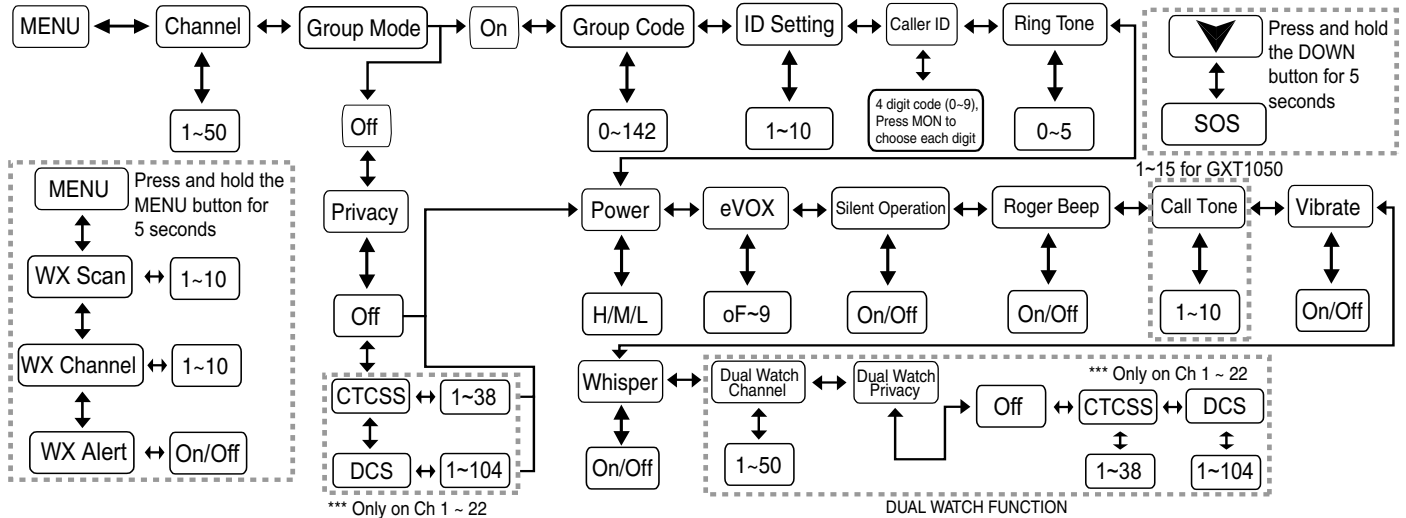 MENU
Channel
Group Mode
On
Group Code
ID Setting
Caller ID
Ring Tone
1~50
Off
0~142
1~10
4 digit code (0~9),
Press MON to
choose each digit
0~5
Press and hold
the DOWN
button for 5
seconds
SOS
MENU
Press and hold the
MENU button for
5 seconds
WX Scan
1~10
WX Channel
1~10
WX Alert
On/Off
Privacy
Off
CTCSS
1~38
DCS
1~104
*** Only on Ch 1 ~ 22
1~15 for GXT1050
Power
eVOX
Silent Operation
Roger Beep
Call Tone
Vibrate
H/M/L
oF~9
On/Off
On/Off
1~10
On/Off
Whisper
Dual Watch
Channel
Dual Watch
Privacy
Off
*** Only on Ch 1 ~ 22
CTCSS
DCS
On/Off
1~50
1~38
1~104
DUAL WATCH FUNCTION